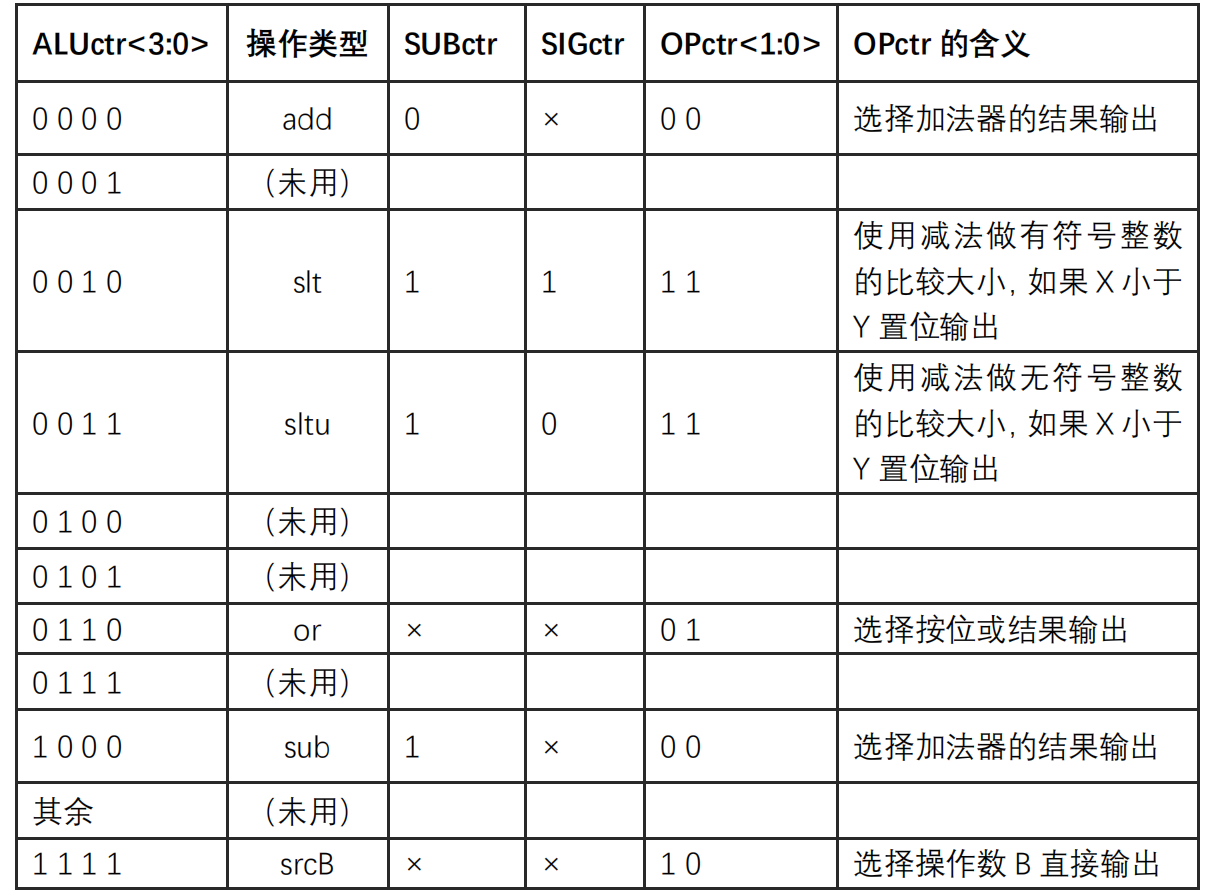 ALUctr<3:0> 操作类型 SUBctr SIGctr OPctr<1:0> OPctr 的含义
0 0 0 0 add 0 × 0 0 选择加法器的结果输出
0 0 0 1 (未用)
0 0 1 0 slt 1 1 1 1 使用减法做有符号整数
的比较大小, 如果 X 小于
Y 置位输出
0 0 1 1 sltu 1 0 1 1 使用减法做无符号整数
的比较大小, 如果 X 小于
Y 置位输出
0 1 0 0 (未用)
0 1 0 1 (未用)
0 1 1 0 or × × 0 1 选择按位或结果输出
0 1 1 1 (未用)
1 0 0 0 sub 1 × 0 0 选择加法器的结果输出
其余 (未用)
1 1 1 1 srcB × × 1 0 选择操作数 B 直接输出